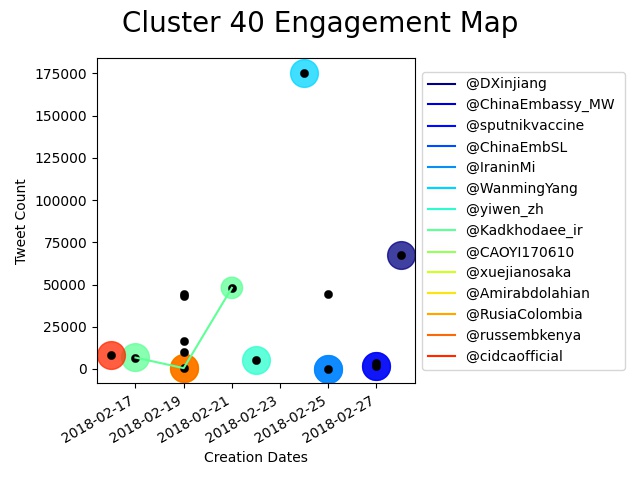 Cluster 40 Engagement Map
175000
150000
125000
100000
75000
50000
25000
0
Tweet Count
2018-02-17
2018-02-19
2018-02-21
2018-02-23
2018-02-25
2018-02-27
Creation Dates
@DXinjiang
@ChinaEmbassy_MW
@sputnikvaccine
@ChinaEmbSL
@IraninMi
@WanmingYang
@yiwen_zh
@Kadkhodaee_ir
@CAOYI170610
@xuejianosaka
@Amirabdolahian
@RusiaColombia
@russembkenya
@cidcaofficial